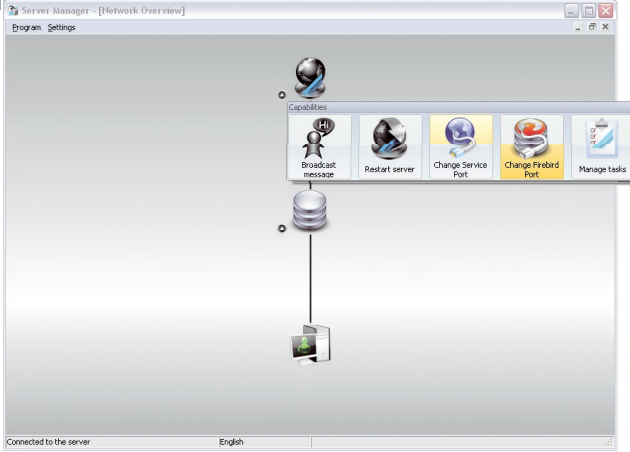 Server Manager - [Network Overview]
Program Settings
Capabilities
Hi
Broadcast message
Restart server
Change Service Port
Change Firebird Port
Manage tasks
Connected to the server
English